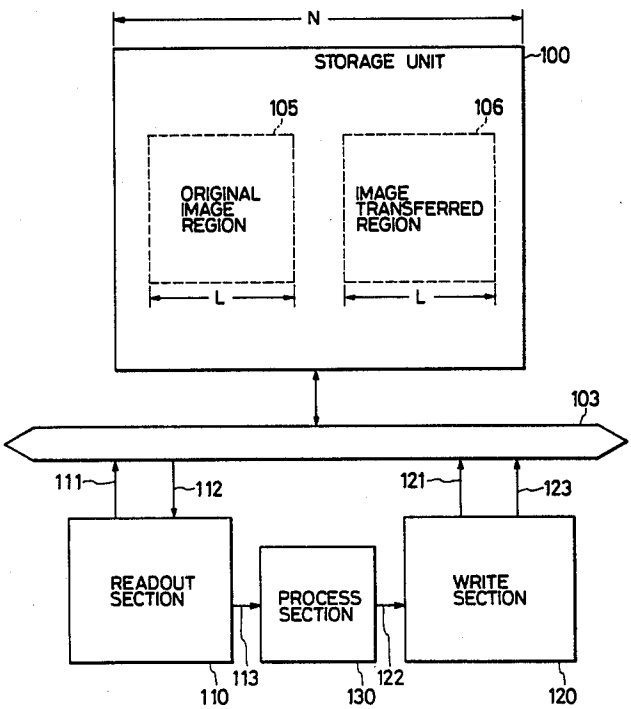 N
STORAGE UNIT
100
105
106
ORIGINAL
IMAGE
REGION
IMAGE
TRANSFERRED
REGION
L
L
103
111
112
121
123
READOUT
SECTION
PROCESS
SECTION
WRITE
SECTION
113
122
110
130
120